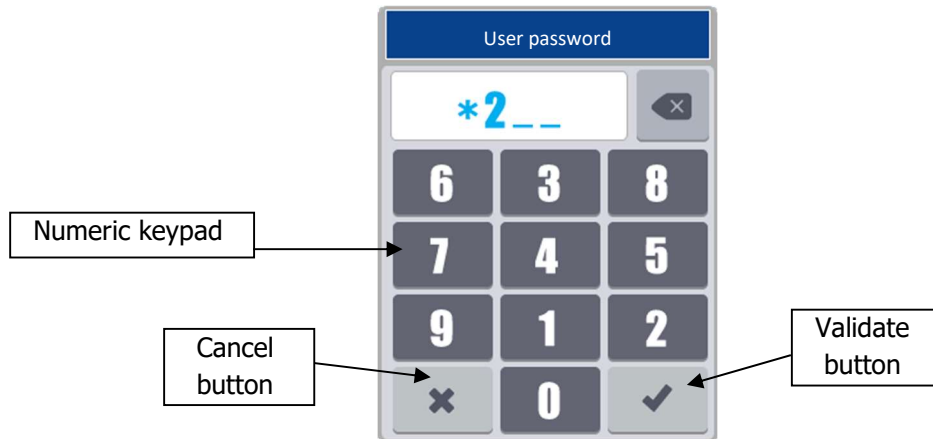 User password
*2_ _
6 3 8
Numeric keypad
7 4 5
9 1 2
Cancel
button
Validate
button
0